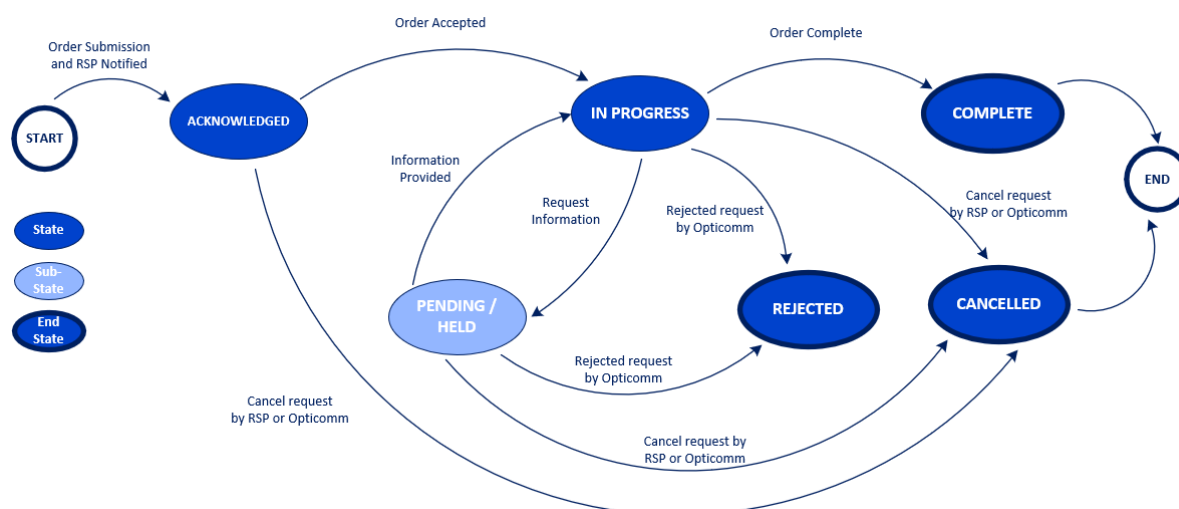 Order Accepted
Order Complete
Order Submission
and RSP Notified
START
ACKNOWLEDGED
IN PROGRESS
COMPLETE
END
Information
Provided
Request
Information
Rejected request
by Opticomm
Cancel request
by RSP or Opticomm
State
Sub-
State
End
State
PENDING /
HELD
REJECTED
CANCELLED
Rejected request
by Opticomm
Cancel request
by RSP or Opticomm
Cancel request by
RSP or Opticomm